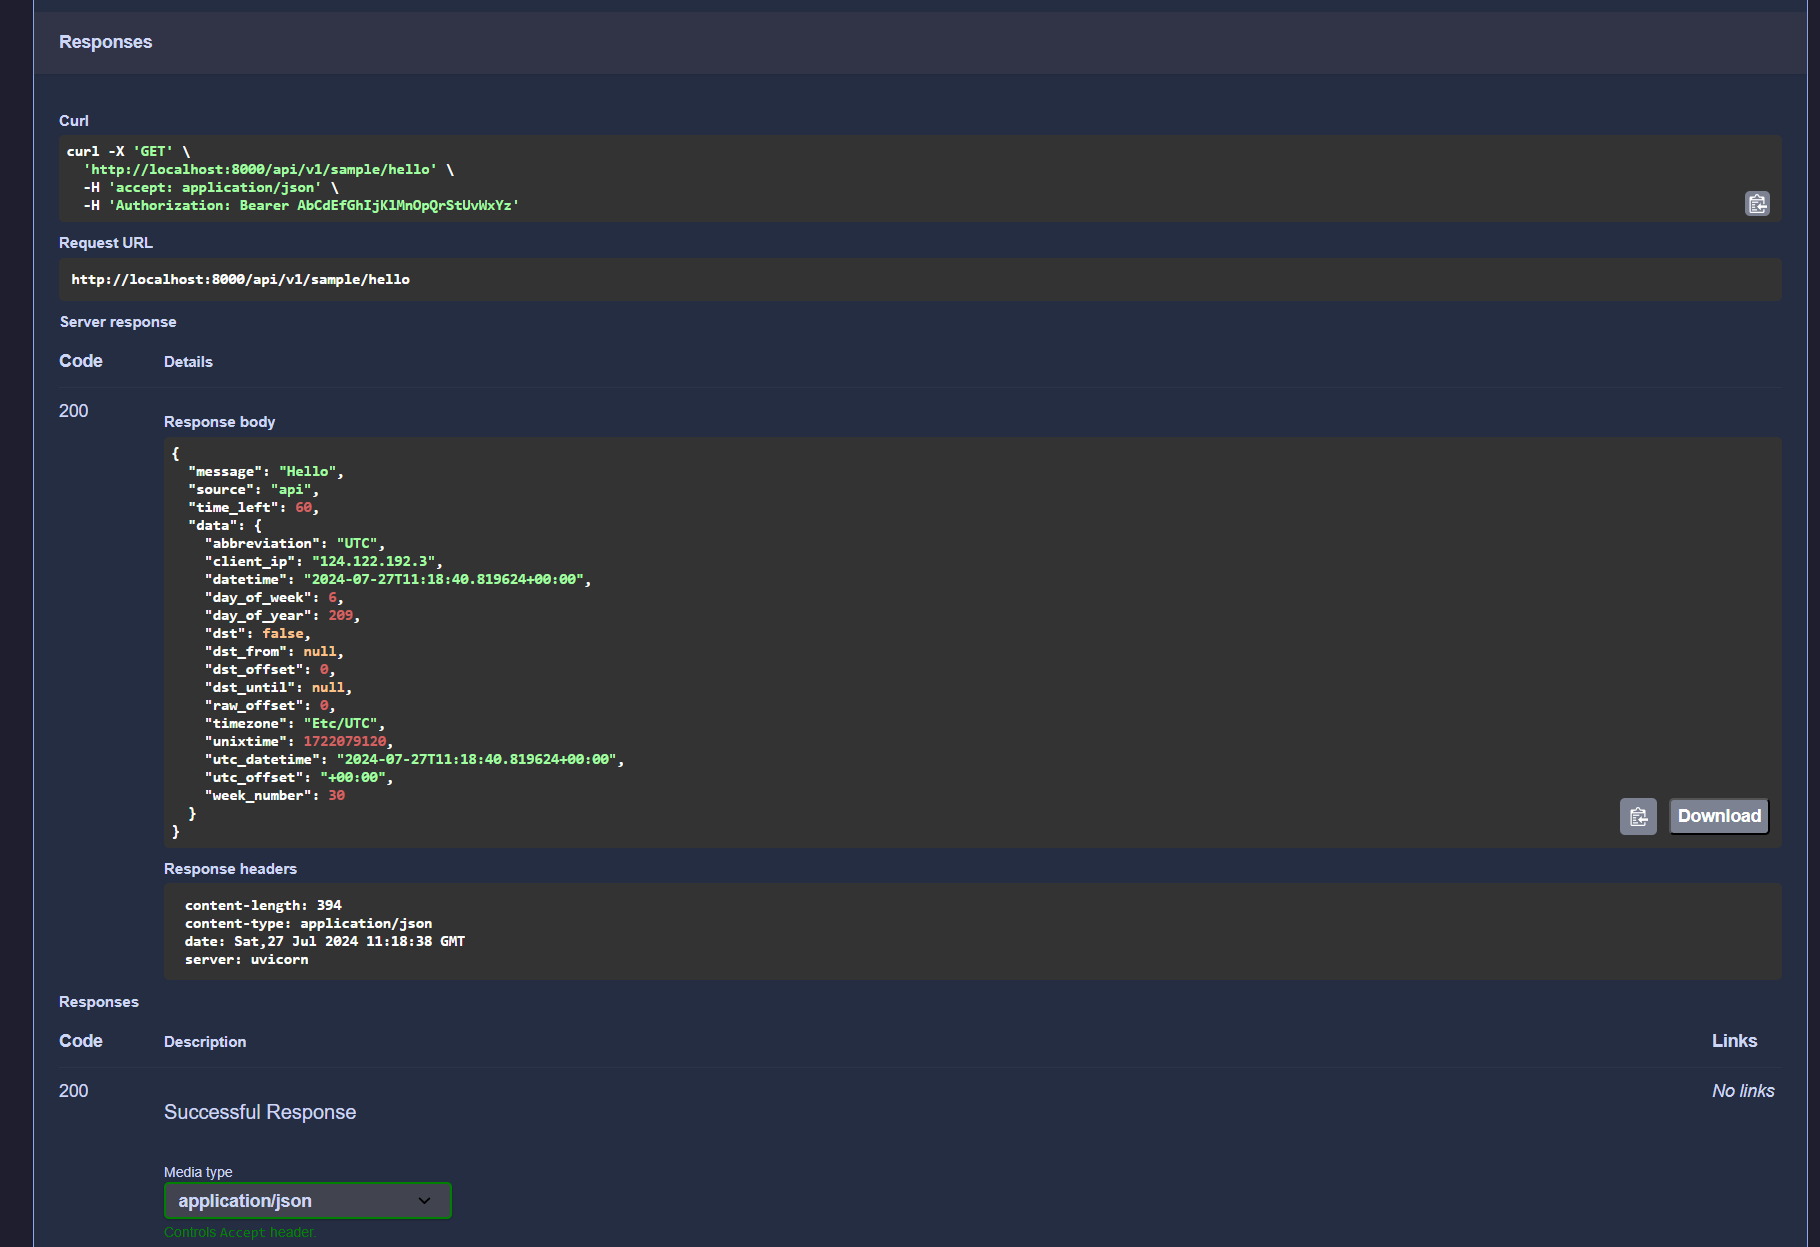 Responses
Curl
curl -X 'GET' \
  'http://localhost:8000/api/v1/sample/hello' \
  -H 'accept: application/json' \
  -H 'Authorization: Bearer AbCdEfGhIjKlMnOpQrStUvWxYz'
Request URL
http://localhost:8000/api/v1/sample/hello
Server response
Code Details
200
Response body
{
  "message": "Hello",
  "source": "api",
  "time_left": 60,
  "data": {
    "abbreviation": "UTC",
    "client_ip": "124.122.192.3",
    "datetime": "2024-07-27T11:18:40.819624+00:00",
    "day_of_week": 6,
    "day_of_year": 209,
    "dst": false,
    "dst_from": null,
    "dst_offset": 0,
    "dst_until": null,
    "raw_offset": 0,
    "timezone": "Etc/UTC",
    "unixtime": 1722079120,
    "utc_datetime": "2024-07-27T11:18:40.819624+00:00",
    "utc_offset": "+00:00",
    "week_number": 30
  }
}
Download
Response headers
content-length: 394
content-type: application/json
date: Sat,27 Jul 2024 11:18:38 GMT
server: uvicorn
Responses
Code Description Links
200 No links
Successful Response
Media type
application/json
Controls Accept header.